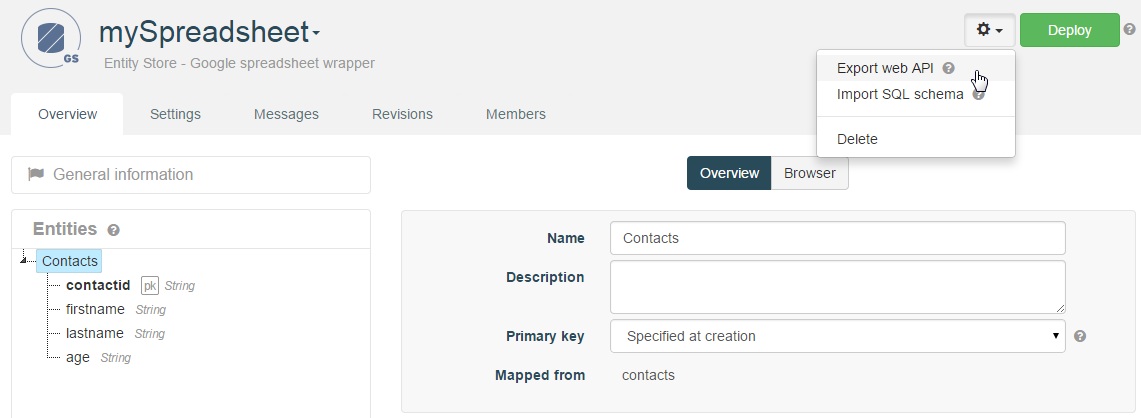 mySpreadsheet
Deploy ?
GS
Entity Store - Google spreadsheet wrapper
Export web API ?
Import SQL schema ?
Delete
Overview Settings Messages Revisions Members
General information
Overview Browser
Entities ?
Contacts
contactid pk String
firstname String
lastname String
age String
Name Contacts
Description
Primary key Specified at creation ?
Mapped from contacts